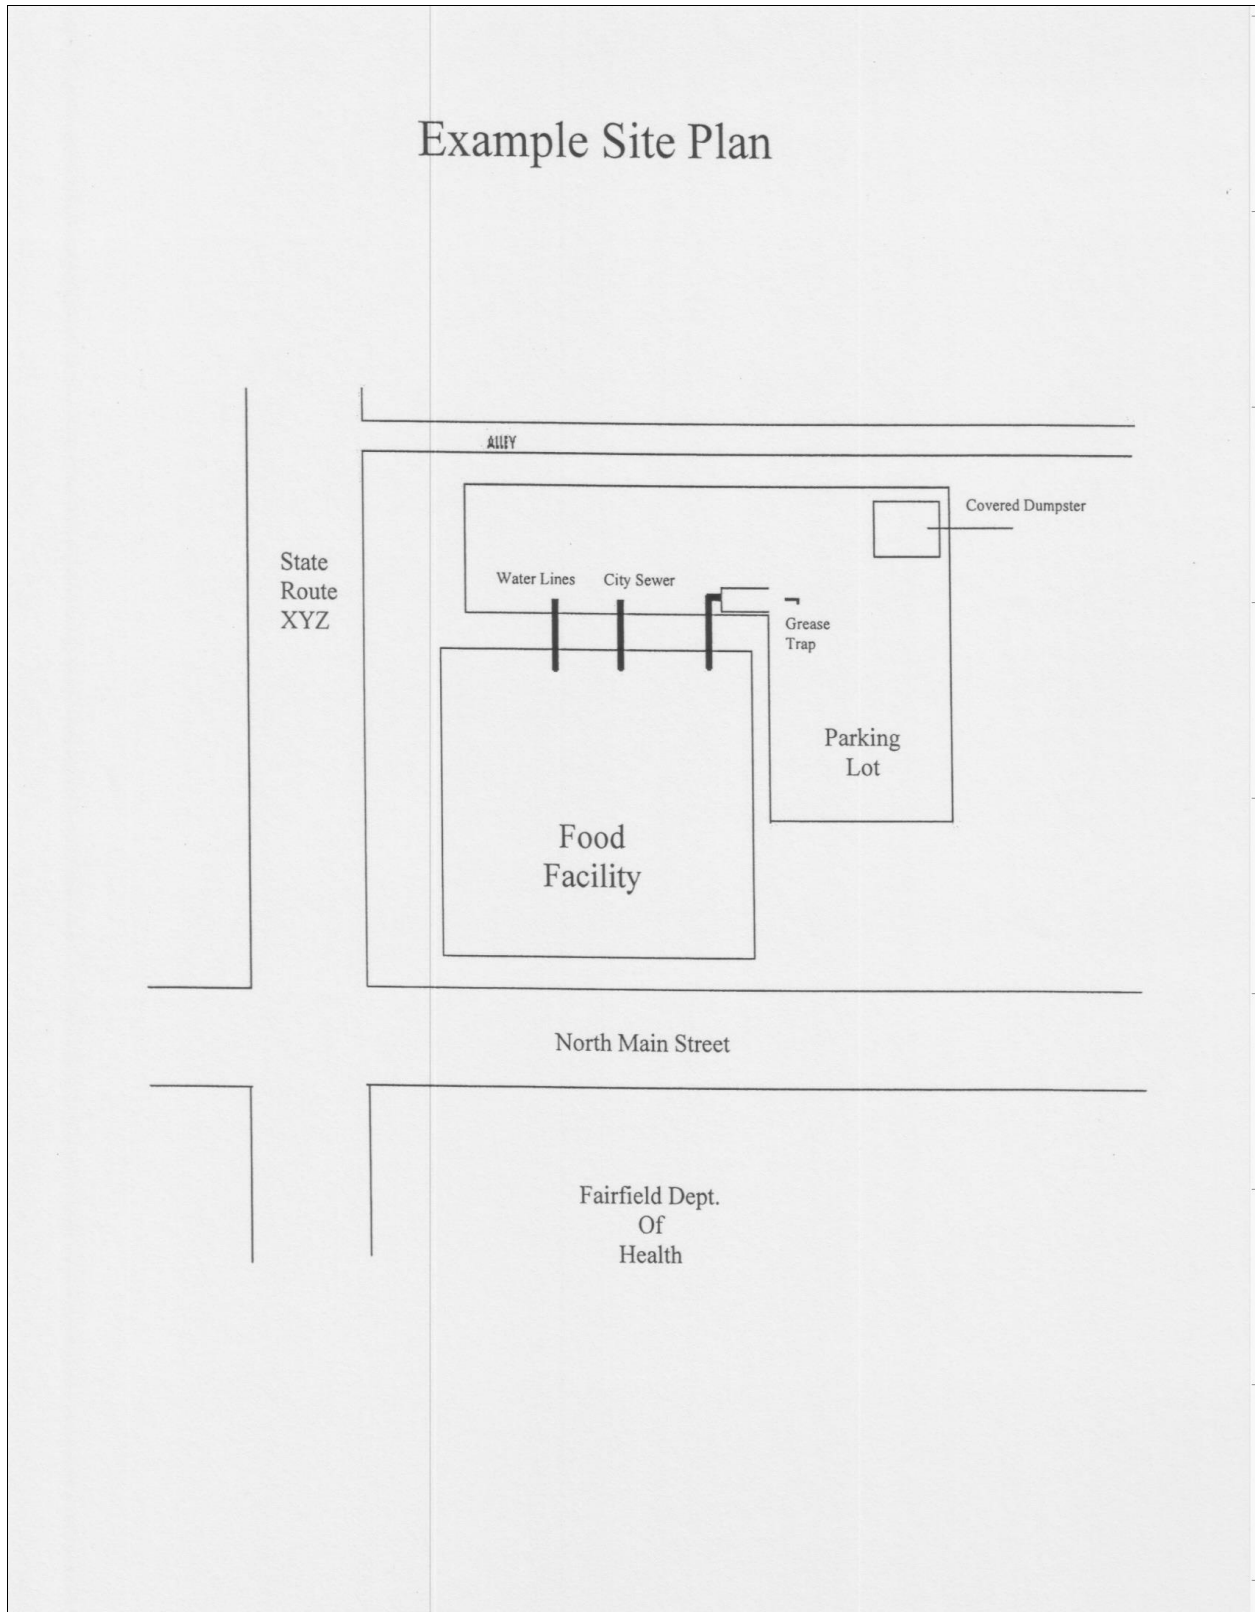 Example Site Plan
ALLEY
Covered Dumpster
State
Route
XYZ
Water Lines
City Sewer
Grease
Trap
Parking
Lot
Food
Facility
North Main Street
Fairfield Dept.
Of
Health